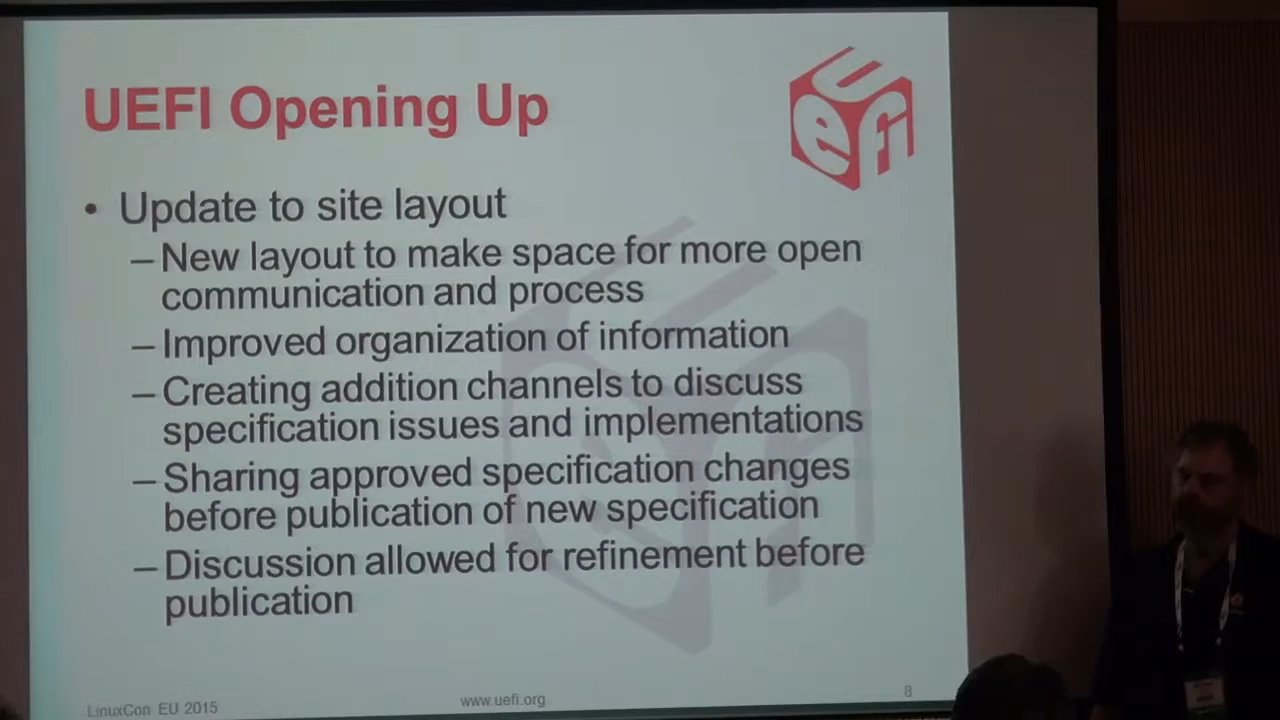 UEFI Opening Up
uefi
• Update to site layout
– New layout to make space for more open
communication and process
– Improved organization of information
– Creating addition channels to discuss
specification issues and implementations
– Sharing approved specification changes
before publication of new specification
– Discussion allowed for refinement before
publication
LinuxCon EU 2015
www.uefi.org
8